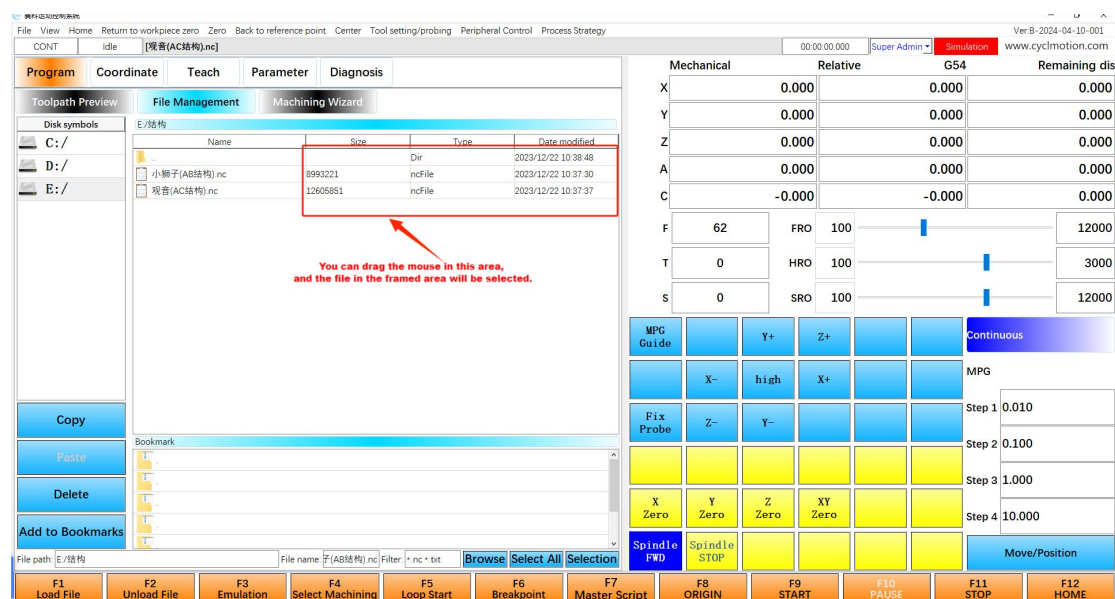 赛科运动控制系统
File View Home Return to workpiece zero Zero Back to reference point Center Tool setting/probing Peripheral Control Process Strategy Ver:B-2024-04-10-001
CONT Idle [观音(AC结构).nc] 00:00:00.000 Super Admin Simulation www.cyclmotion.com
Program Coordinate Teach Parameter Diagnosis
Toolpath Preview File Management Machining Wizard
Disk symbols
C:/
D:/
E:/
Copy
Paste
Delete
Add to Bookmarks
E:/结构
Name Size Type Date modified
.. Dir 2023/12/22 10:38:48
小狮子(AB结构).nc 8993221 ncFile 2023/12/22 10:37:30
观音(AC结构).nc 12605851 ncFile 2023/12/22 10:37:37
You can drag the mouse in this area,
and the file in the framed area will be selected.
Bookmark
File path: E:/结构 File name: 子(AB结构).nc Filter: *.nc *.txt Browse Select All Selection
Mechanical Relative G54 Remaining dis
X 0.000 0.000 0.000
Y 0.000 0.000 0.000
Z 0.000 0.000 0.000
A 0.000 0.000 0.000
C -0.000 -0.000 0.000
F 62 FRO 100 12000
T 0 HRO 100 3000
S 0 SRO 100 12000
MPG Guide Y+ Z+ Continuous
X- high X+ MPG
Fix Probe Z- Y- Step 1 0.010
Step 2 0.100
Step 3 1.000
X Zero Y Zero Z Zero XY Zero Step 4 10.000
Spindle FWD Spindle STOP Move/Position
F1 F2 F3 F4 F5 F6 F7 F8 F9 F10 F11 F12
Load File Unload File Emulation Select Machining Loop Start Breakpoint Master Script ORIGIN START PAUSE STOP HOME